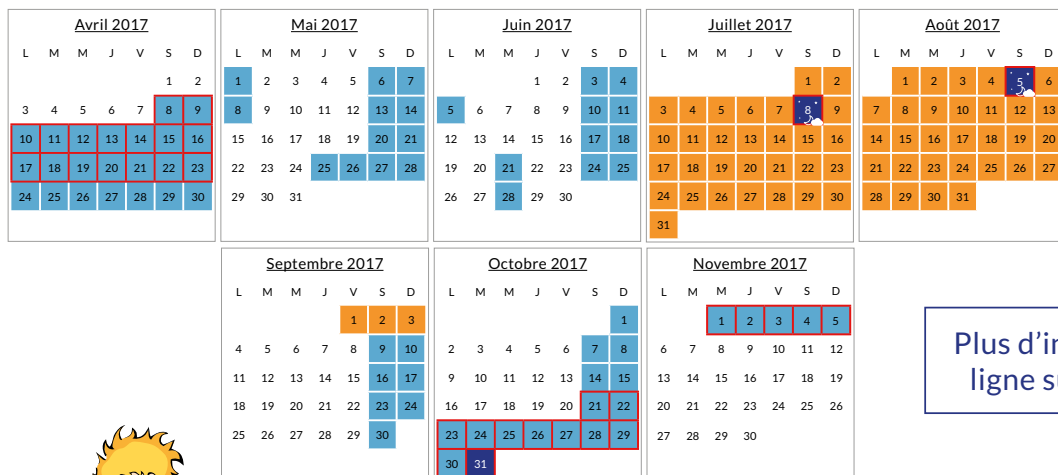 Avril 2017
L M M J V S D
1 2
3 4 5 6 7 8 9
10 11 12 13 14 15 16
17 18 19 20 21 22 23
24 25 26 27 28 29 30
Mai 2017
L M M J V S D
1 2 3 4 5 6 7
8 9 10 11 12 13 14
15 16 17 18 19 20 21
22 23 24 25 26 27 28
29 30 31
Juin 2017
L M M J V S D
1 2 3 4
5 6 7 8 9 10 11
12 13 14 15 16 17 18
19 20 21 22 23 24 25
26 27 28 29 30
Juillet 2017
L M M J V S D
1 2
3 4 5 6 7 8 9
10 11 12 13 14 15 16
17 18 19 20 21 22 23
24 25 26 27 28 29 30
31
Août 2017
L M M J V S D
1 2 3 4 5 6
7 8 9 10 11 12 13
14 15 16 17 18 19 20
21 22 23 24 25 26 27
28 29 30 31
Septembre 2017
L M M J V S D
1 2 3
4 5 6 7 8 9 10
11 12 13 14 15 16 17
18 19 20 21 22 23 24
25 26 27 28 29 30
Octobre 2017
L M M J V S D
1
2 3 4 5 6 7 8
9 10 11 12 13 14 15
16 17 18 19 20 21 22
23 24 25 26 27 28 29
30 31
Novembre 2017
L M M J V S D
1 2 3 4 5
6 7 8 9 10 11 12
13 14 15 16 17 18 19
20 21 22 23 24 25 26
27 28 29 30
Plus
ligne